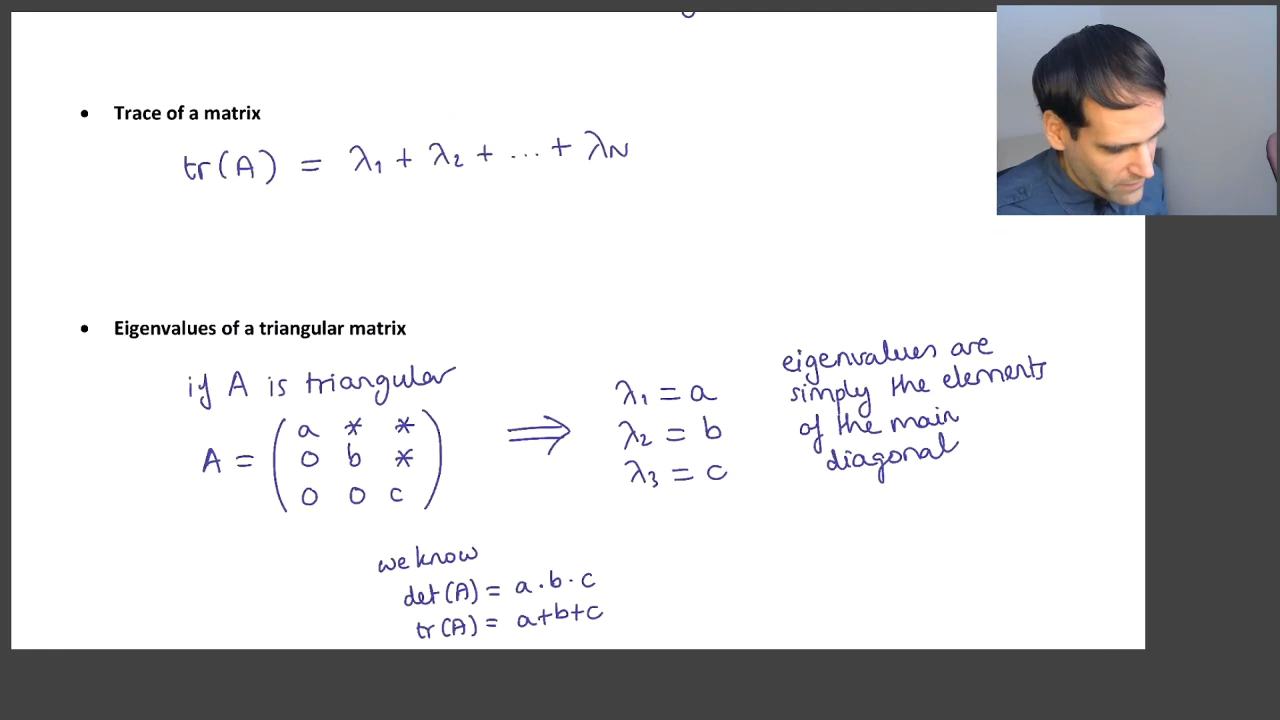 • Trace of a matrix
tr(A) = λ₁ + λ₂ + ... + λN
• Eigenvalues of a triangular matrix
if A is triangular
A = ( a * *
0 b *
0 0 c )
⟹
λ₁ = a
λ₂ = b
λ₃ = c
eigenvalues are
simply the elements
of the main
diagonal
we know
det(A) = a·b·c
tr(A) = a+b+c